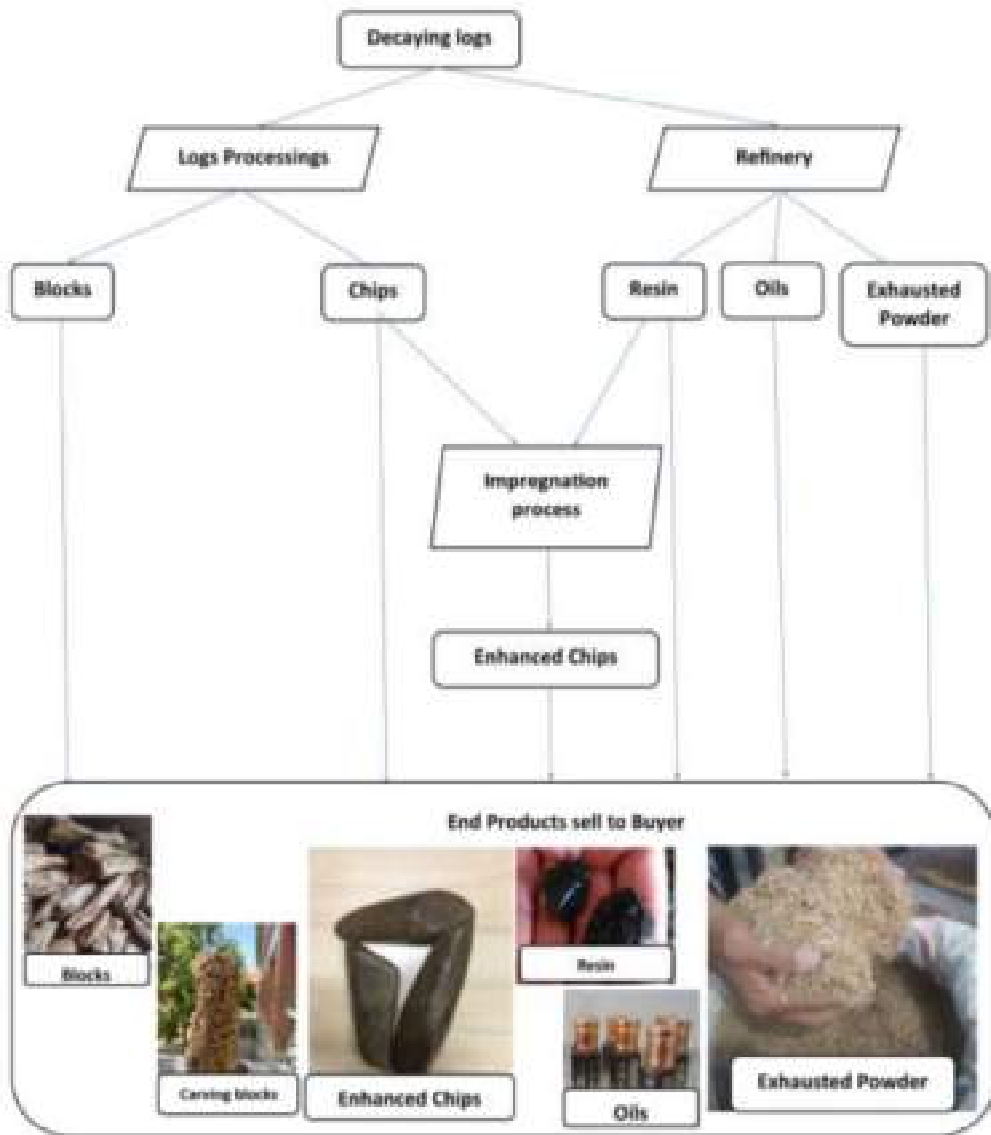 Decaying logs
Logs Processings
Refinery
Blocks
Chips
Resin
Oils
Exhausted
Powder
Impregnation
process
Enhanced Chips
End Products sell to Buyer
Blocks
Carving blocks
Enhanced Chips
Resin
Oils
Exhausted Powder